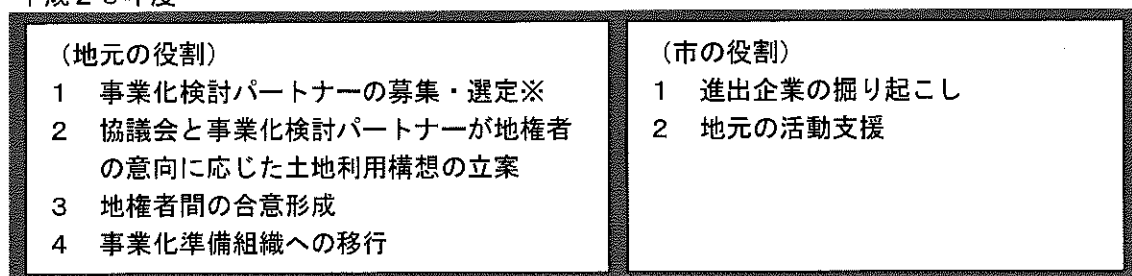 （地元の役割）
1　事業化検討パートナーの募集・選定※
2　協議会と事業化検討パートナーが地権者
の意向に応じた土地利用構想の立案
3　地権者間の合意形成
4　事業化準備組織への移行
（市の役割）
1　進出企業の掘り起こし
2　地元の活動支援